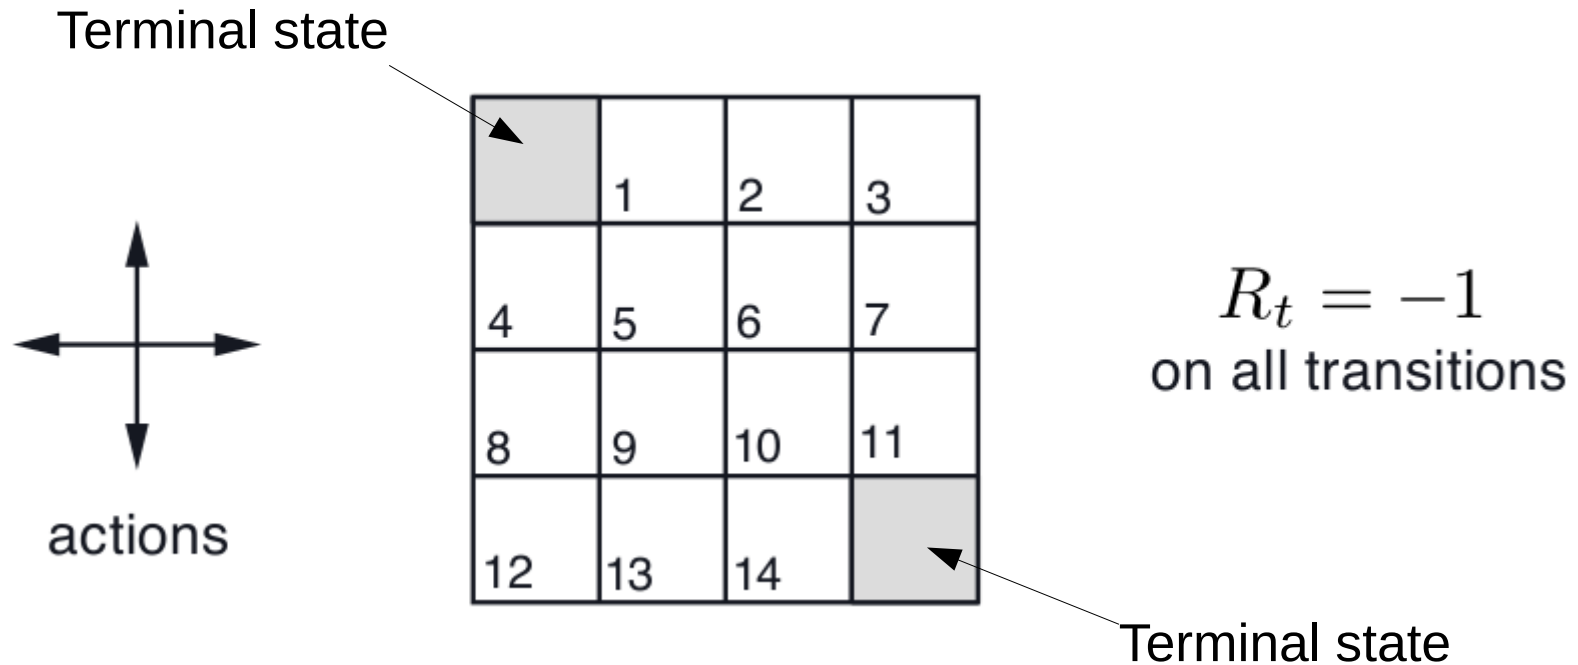 Terminal state
1 2 3
4 5 6 7
8 9 10 11
12 13 14
actions
R_t = −1
on all transitions
Terminal state